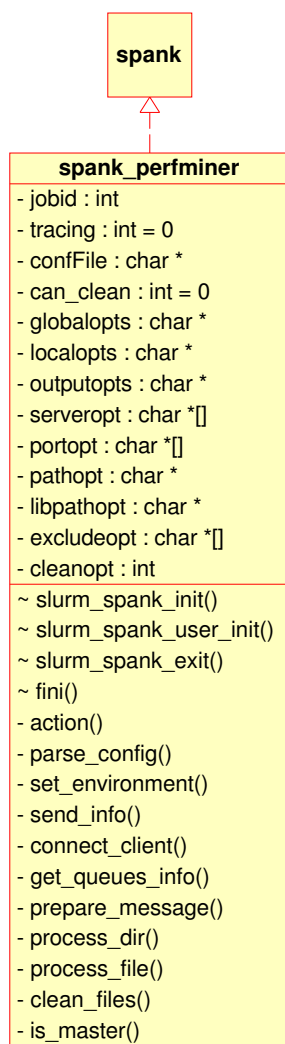 spank
spank_perfminer
- jobid : int
- tracing : int = 0
- confFile : char *
- can_clean : int = 0
- globalopts : char *
- localopts : char *
- outputopts : char *
- serveropt : char *[]
- portopt : char *[]
- pathopt : char *
- libpathopt : char *
- excludeopt : char *[]
- cleanopt : int
~ slurm_spank_init()
~ slurm_spank_user_init()
~ slurm_spank_exit()
~ fini()
- action()
- parse_config()
- set_environment()
- send_info()
- connect_client()
- get_queues_info()
- prepare_message()
- process_dir()
- process_file()
- clean_files()
- is_master()